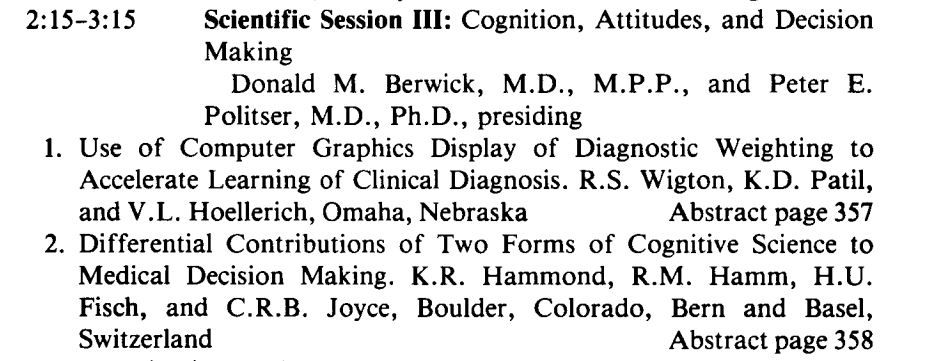 2:15–3:15 Scientific Session III: Cognition, Attitudes, and Decision
Making
Donald M. Berwick, M.D., M.P.P., and Peter E.
Politser, M.D., Ph.D., presiding
1. Use of Computer Graphics Display of Diagnostic Weighting to
Accelerate Learning of Clinical Diagnosis. R.S. Wigton, K.D. Patil,
and V.L. Hoellerich, Omaha, Nebraska Abstract page 357
2. Differential Contributions of Two Forms of Cognitive Science to
Medical Decision Making. K.R. Hammond, R.M. Hamm, H.U.
Fisch, and C.R.B. Joyce, Boulder, Colorado, Bern and Basel,
Switzerland Abstract page 358